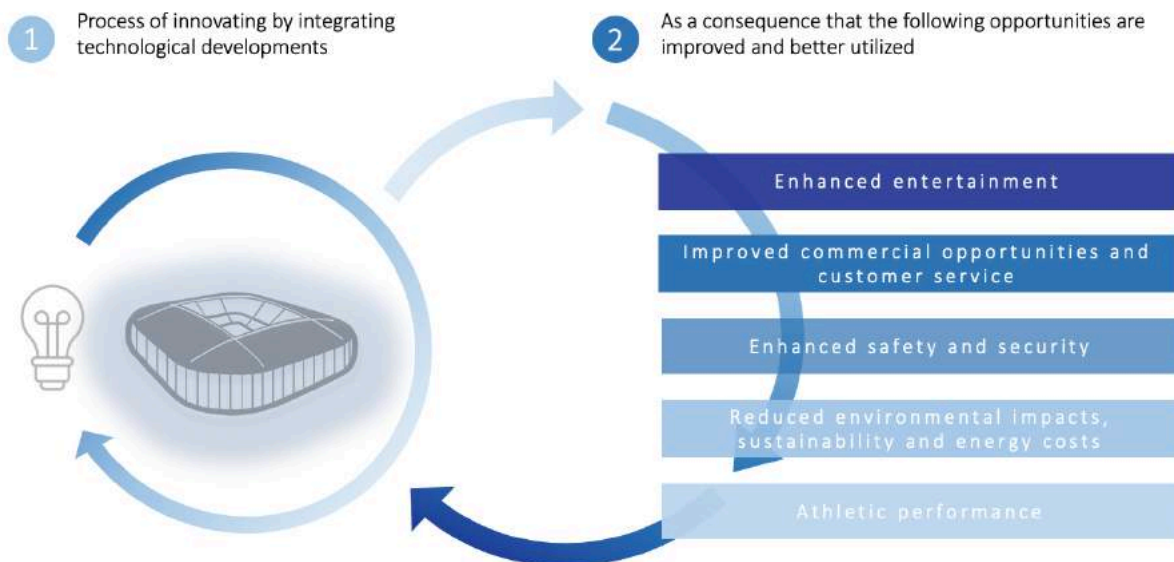 1
Process of innovating by integrating
technological developments
2
As a consequence that the following opportunities are
improved and better utilized
Enhanced entertainment
Improved commercial opportunities and
customer service
Enhanced safety and security
Reduced environmental impacts,
sustainability and energy costs
Athletic performance